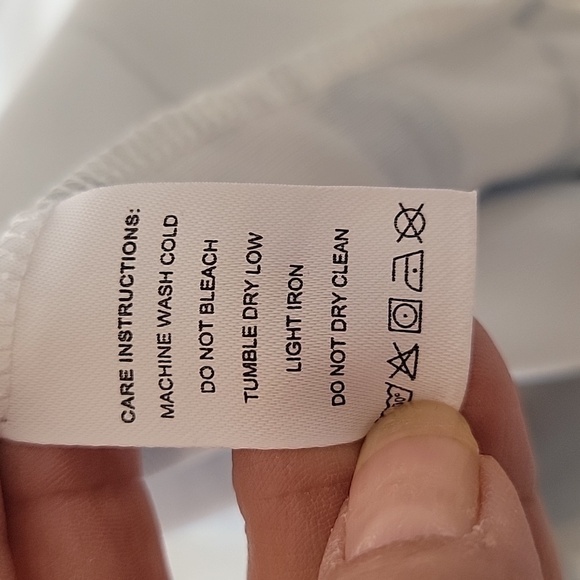 CARE INSTRUCTIONS:
MACHINE WASH COLD
DO NOT BLEACH
TUMBLE DRY LOW
LIGHT IRON
DO NOT DRY CLEAN